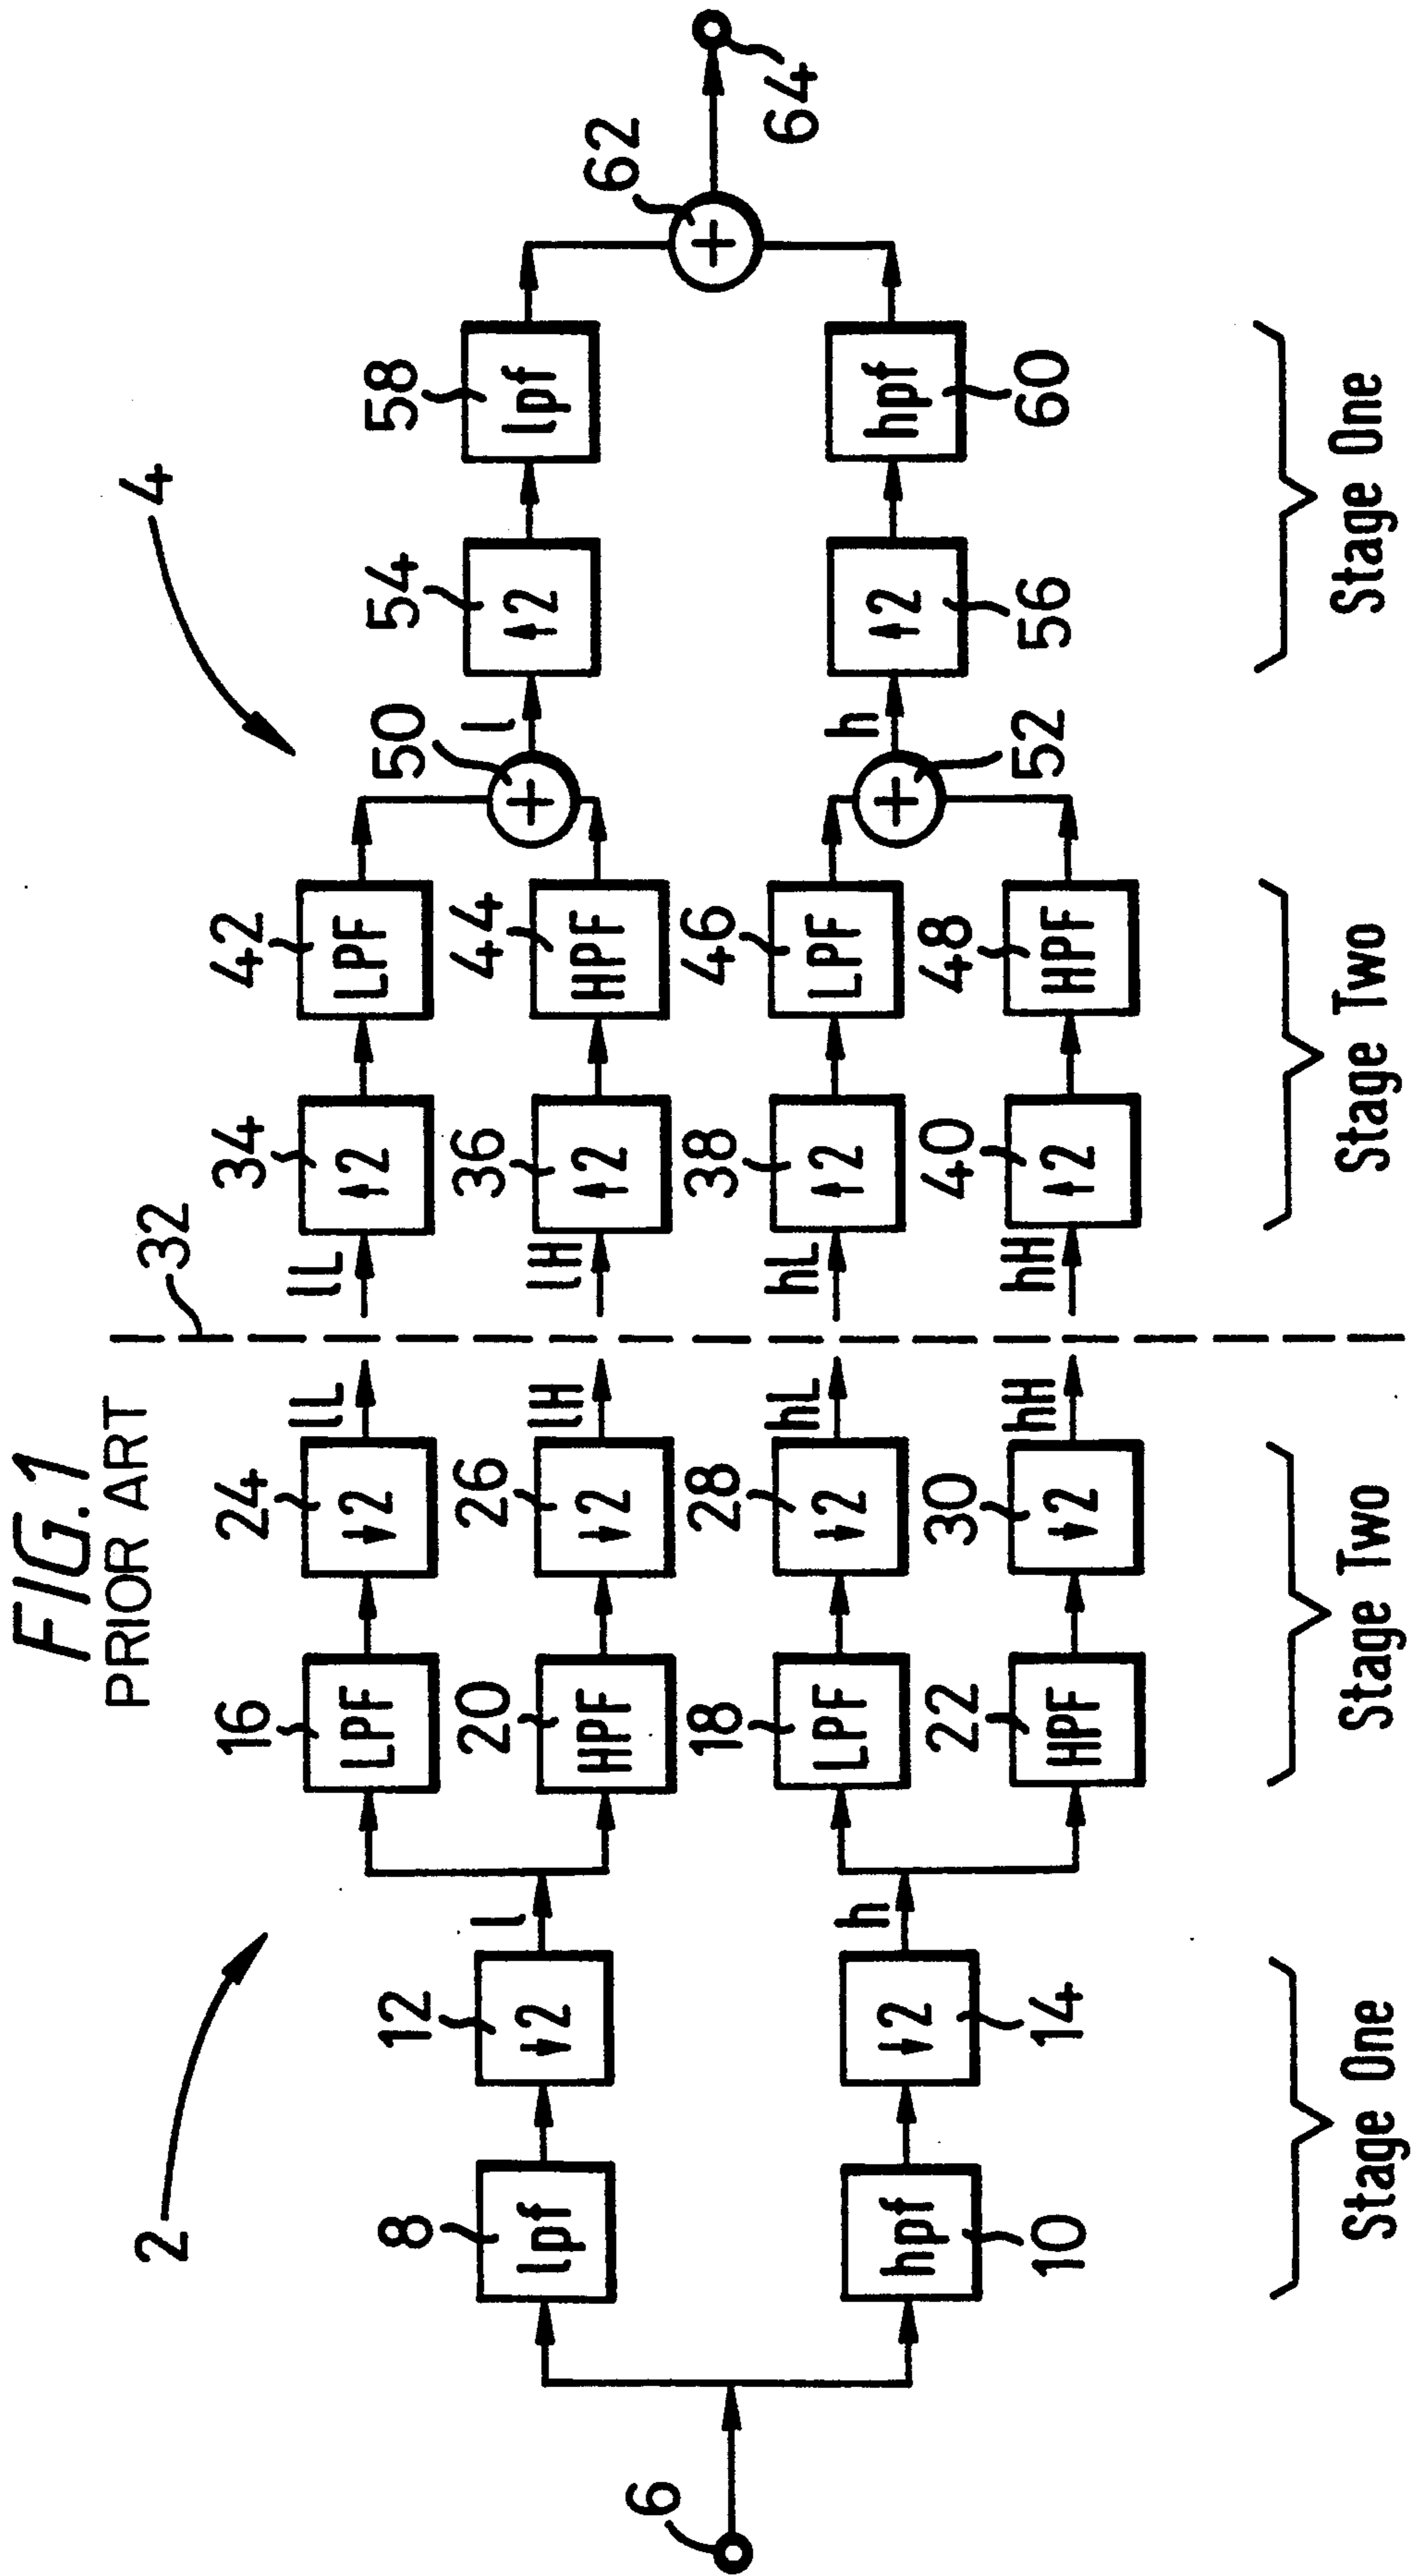 FIG. 1
PRIOR ART
2
4
32
6
8
lpf
12
↓2
l
10
hpf
14
↓2
h
16
LPF
24
↓2
lL
20
HPF
26
↓2
lH
18
LPF
28
↓2
hL
22
HPF
30
↓2
hH
lL
34
↑2
42
LPF
lH
36
↑2
44
HPF
hL
38
↑2
46
LPF
hH
40
↑2
48
HPF
50
+
l
52
+
h
54
↑2
58
lpf
56
↑2
60
hpf
62
+
64
Stage One
Stage Two
Stage Two
Stage One